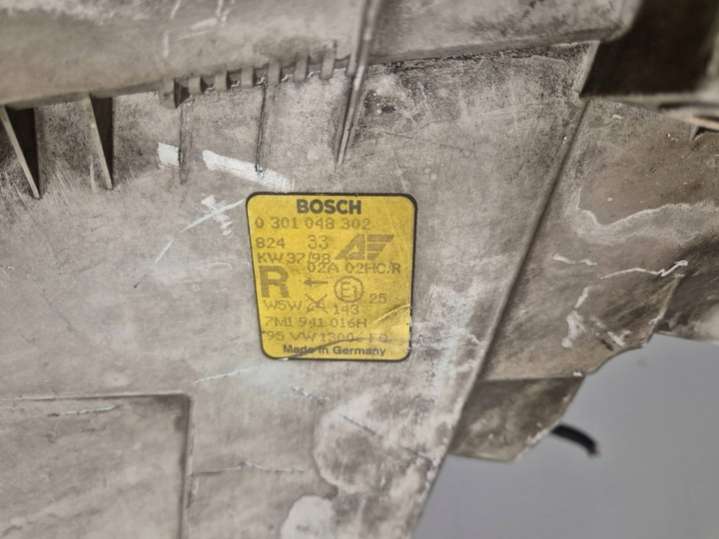 BOSCH
0 301 048 302
824 33 AF
KW 37/98
02A 02HC/R
R ← E1 25
W5W 143
7M1 941 016H
Made in Germany